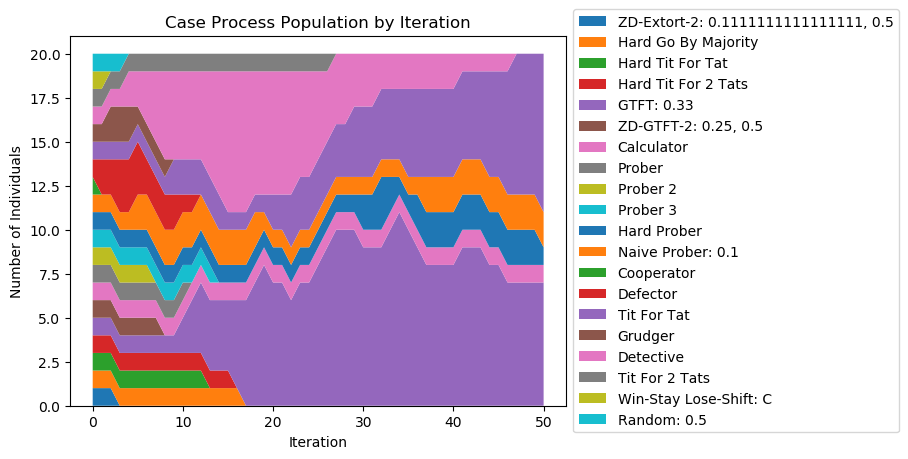 Case Process Population by Iteration
Number of Individuals
20.0
17.5
15.0
12.5
10.0
7.5
5.0
2.5
0.0
0 10 20 30 40 50
Iteration
ZD-Extort-2: 0.1111111111111111, 0.5
Hard Go By Majority
Hard Tit For Tat
Hard Tit For 2 Tats
GTFT: 0.33
ZD-GTFT-2: 0.25, 0.5
Calculator
Prober
Prober 2
Prober 3
Hard Prober
Naive Prober: 0.1
Cooperator
Defector
Tit For Tat
Grudger
Detective
Tit For 2 Tats
Win-Stay Lose-Shift: C
Random: 0.5